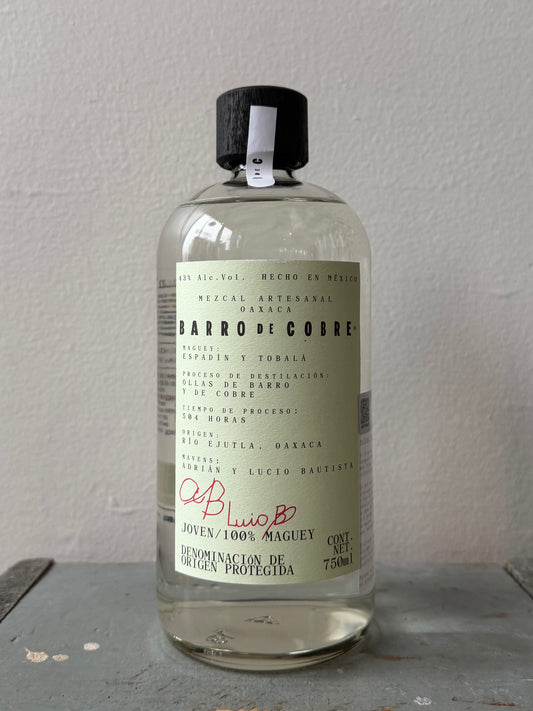 43% Alc.Vol. HECHO EN MÉXICO
MEZCAL ARTESANAL
OAXACA
BARRO DE COBRE
MAGUEY:
ESPADÍN Y TOBALÁ
PROCESO DE DESTILACIÓN:
OLLAS DE BARRO
Y DE COBRE
TIEMPO DE PROCESO:
504 HORAS
ORIGEN:
RÍO EJUTLA, OAXACA
MAVENS:
ADRIÁN Y LUCIO BAUTISTA
JOVEN/100% MAGUEY
DENOMINACIÓN DE
ORIGEN PROTEGIDA
CONT.
NET.
750ml